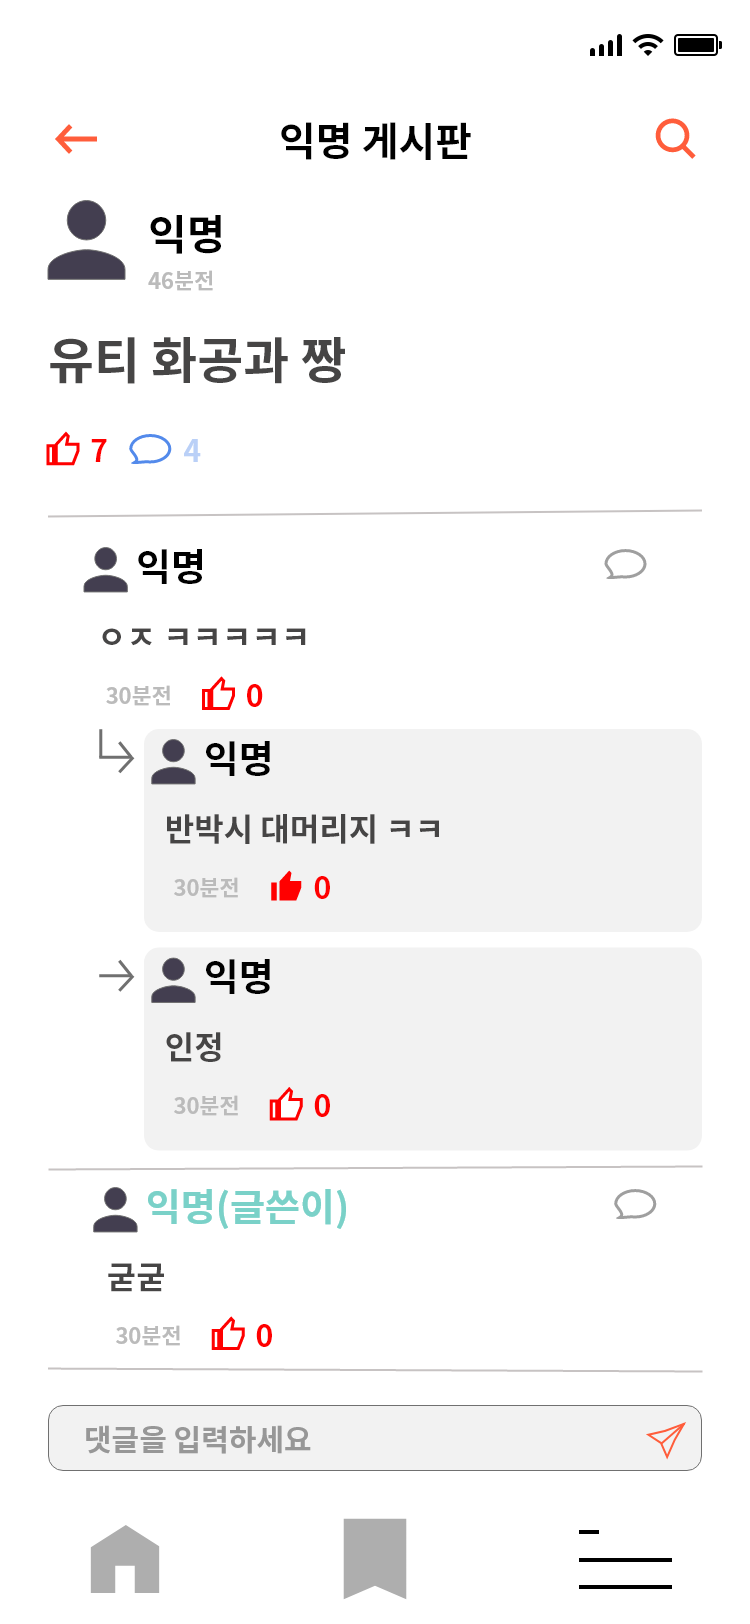 익명 게시판
익명
46분전
유티 화공과 짱
7 4
익명
ㅇㅈ ㅋㅋㅋㅋㅋ
30분전 0
익명
반박시 대머리지 ㅋㅋ
30분전 0
익명
인정
30분전 0
익명(글쓴이)
굳굳
30분전 0
댓글을 입력하세요